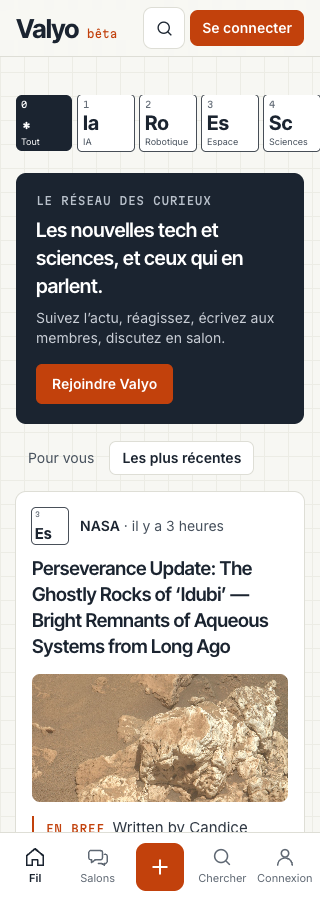 Valyo bêta
Se connecter
0
*
Tout
1
Ia
IA
2
Ro
Robotique
3
Es
Espace
4
Sc
Sciences
LE RÉSEAU DES CURIEUX
Les nouvelles tech et
sciences, et ceux qui en
parlent.
Suivez l’actu, réagissez, écrivez aux
membres, discutez en salon.
Rejoindre Valyo
Pour vous
Les plus récentes
3
Es
NASA · il y a 3 heures
Perseverance Update: The
Ghostly Rocks of ‘Idubi’ —
Bright Remnants of Aqueous
Systems from Long Ago
EN BREF Written by Candice
Fil
Salons
+
Chercher
Connexion